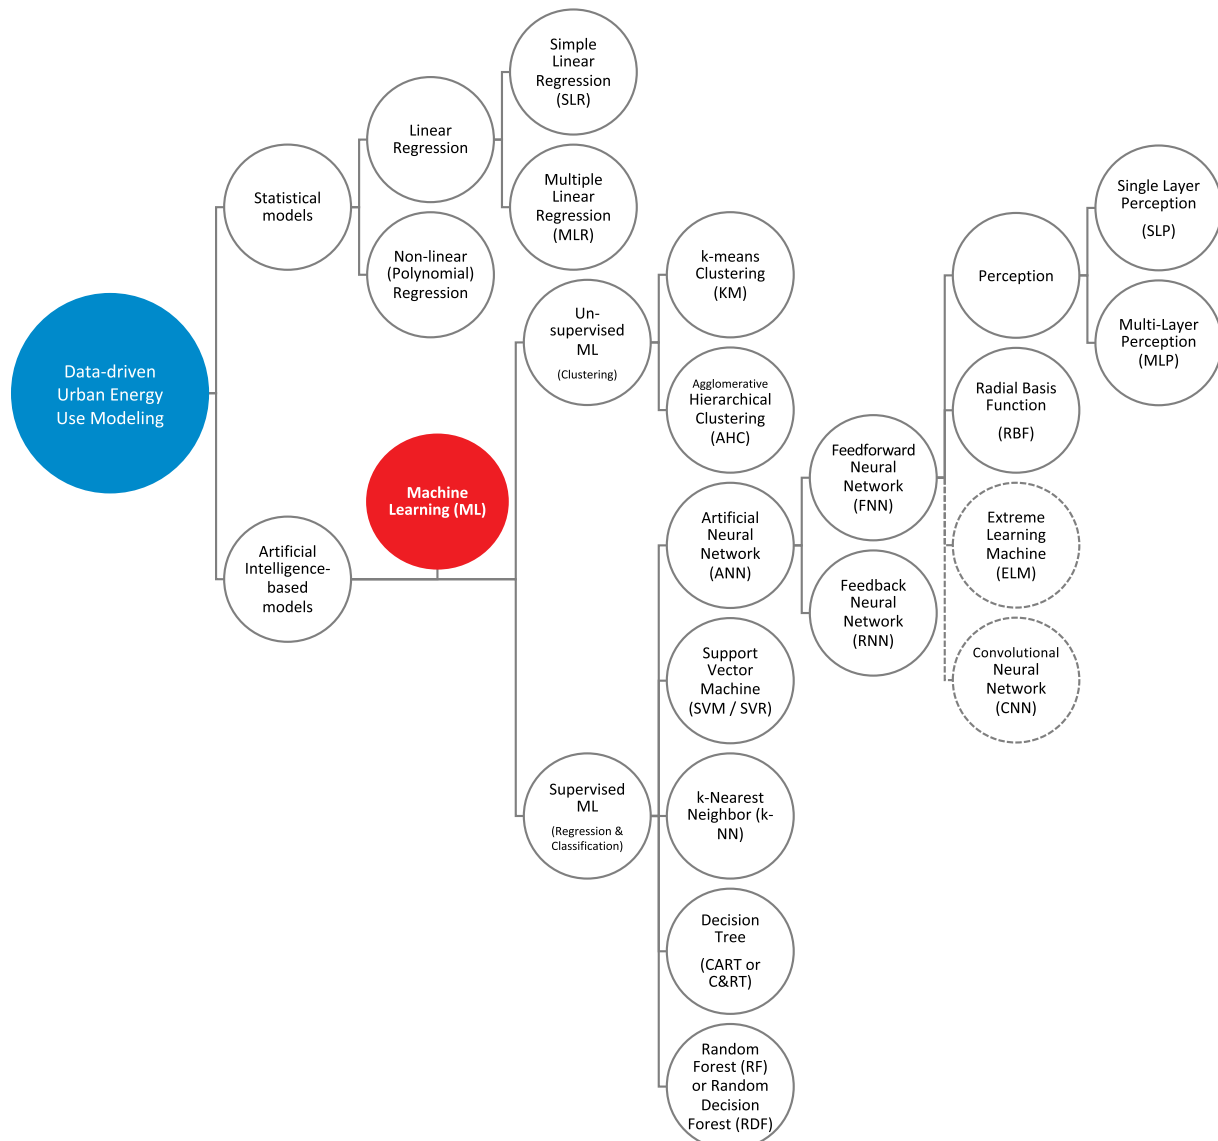 Simple
Linear
Regression
(SLR)
Linear
Regression
Multiple
Linear
Regression
(MLR)
Statistical
models
Non-linear
(Polynomial)
Regression
Data-driven
Urban Energy
Use Modeling
Machine
Learning (ML)
Artificial
Intelligence-
based
models
Un-
supervised
ML
(Clustering)
k-means
Clustering
(KM)
Agglomerative
Hierarchical
Clustering
(AHC)
Supervised
ML
(Regression &
Classification)
Artificial
Neural
Network
(ANN)
Support
Vector
Machine
(SVM / SVR)
k-Nearest
Neighbor (k-
NN)
Decision
Tree
(CART or
C&RT)
Random
Forest (RF)
or Random
Decision
Forest (RDF)
Feedforward
Neural
Network
(FNN)
Feedback
Neural
Network
(RNN)
Perception
Radial Basis
Function
(RBF)
Extreme
Learning
Machine
(ELM)
Convolutional
Neural
Network
(CNN)
Single Layer
Perception
(SLP)
Multi-Layer
Perception
(MLP)